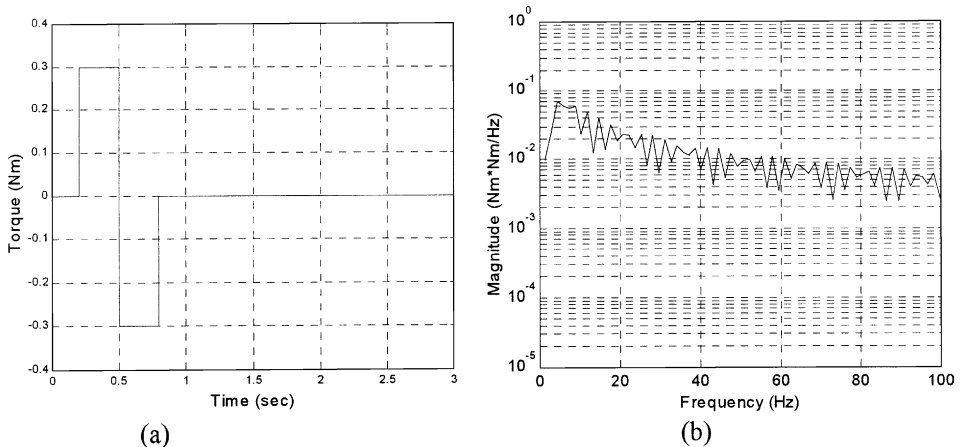 0.4
0.3
0.2
0.1
0
-0.1
-0.2
-0.3
-0.4
Torque (Nm)
0 0.5 1 1.5 2 2.5 3
Time (sec)
(a)
10^0
10^-1
10^-2
10^-3
10^-4
10^-5
Magnitude (Nm*Nm/Hz)
0 20 40 60 80 100
Frequency (Hz)
(b)